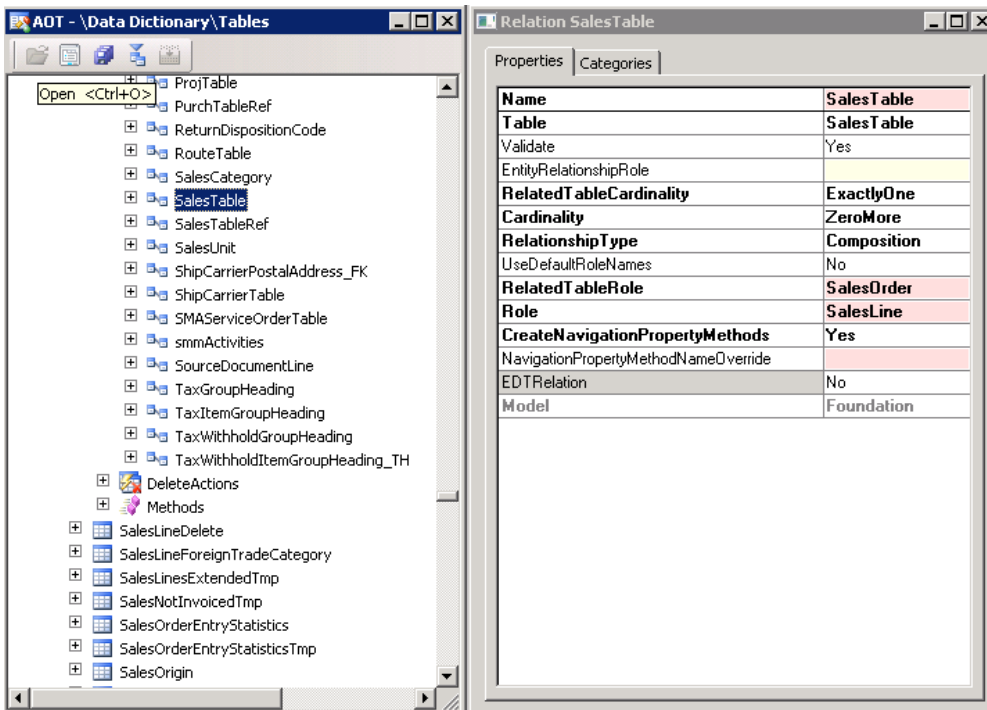 AOT - \Data Dictionary\Tables
Open <Ctrl+O>
ProjTable
PurchTableRef
ReturnDispositionCode
RouteTable
SalesCategory
SalesTable
SalesTableRef
SalesUnit
ShipCarrierPostalAddress_FK
ShipCarrierTable
SMAServiceOrderTable
smmActivities
SourceDocumentLine
TaxGroupHeading
TaxItemGroupHeading
TaxWithholdGroupHeading
TaxWithholdItemGroupHeading_TH
DeleteActions
Methods
SalesLineDelete
SalesLineForeignTradeCategory
SalesLinesExtendedTmp
SalesNotInvoicedTmp
SalesOrderEntryStatistics
SalesOrderEntryStatisticsTmp
SalesOrigin
Relation SalesTable
Properties Categories
Name SalesTable
Table SalesTable
Validate Yes
EntityRelationshipRole
RelatedTableCardinality ExactlyOne
Cardinality ZeroMore
RelationshipType Composition
UseDefaultRoleNames No
RelatedTableRole SalesOrder
Role SalesLine
CreateNavigationPropertyMethods Yes
NavigationPropertyMethodNameOverride
EDTRelation No
Model Foundation